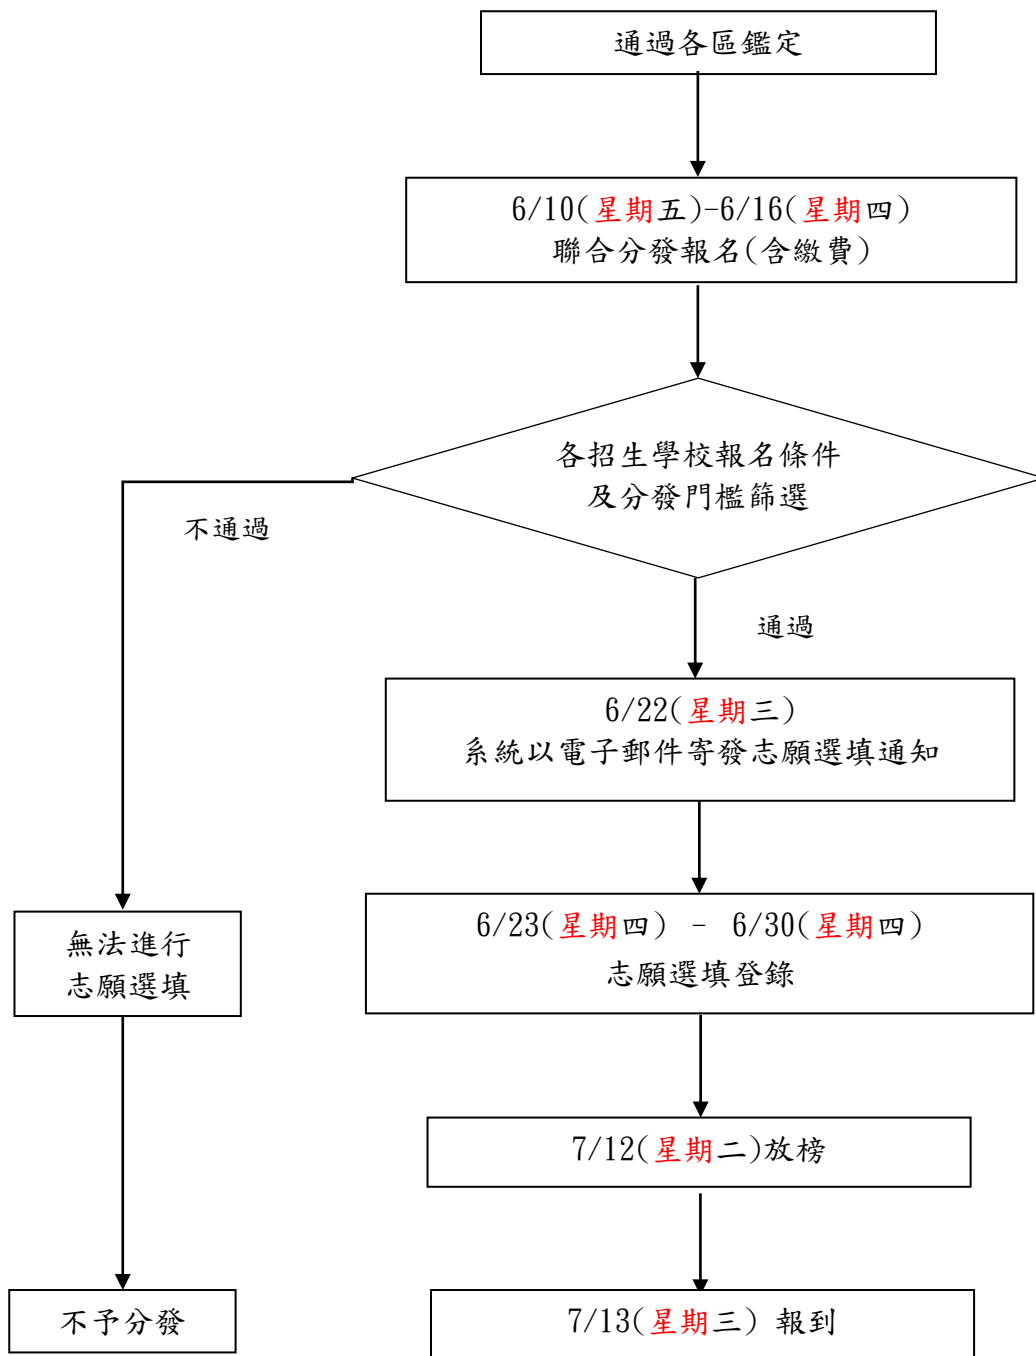 通過各區鑑定
6/10(星期五)-6/16(星期四)
聯合分發報名(含繳費)
各招生學校報名條件
及分發門檻篩選
不通過
通過
6/22(星期三)
系統以電子郵件寄發志願選填通知
6/23(星期四) - 6/30(星期四)
志願選填登錄
無法進行
志願選填
7/12(星期二)放榜
不予分發
7/13(星期三) 報到